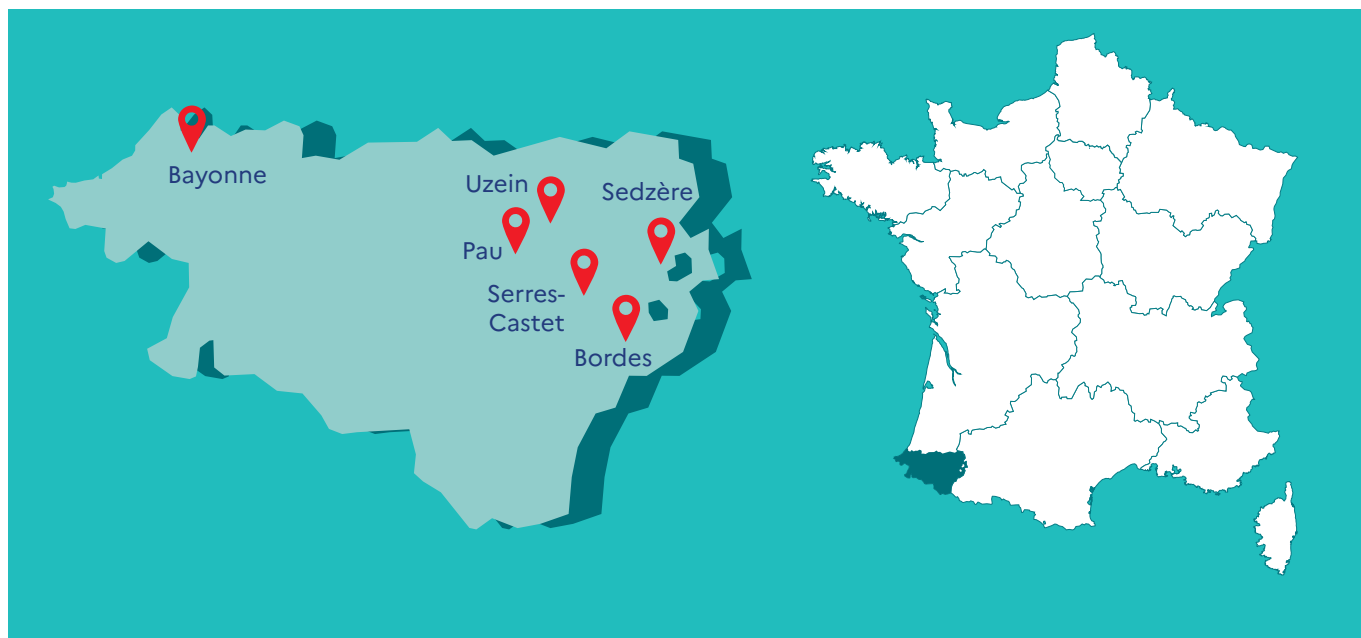 Bayonne
Uzein
Sedzère
Pau
Serres-
Castet
Bordes